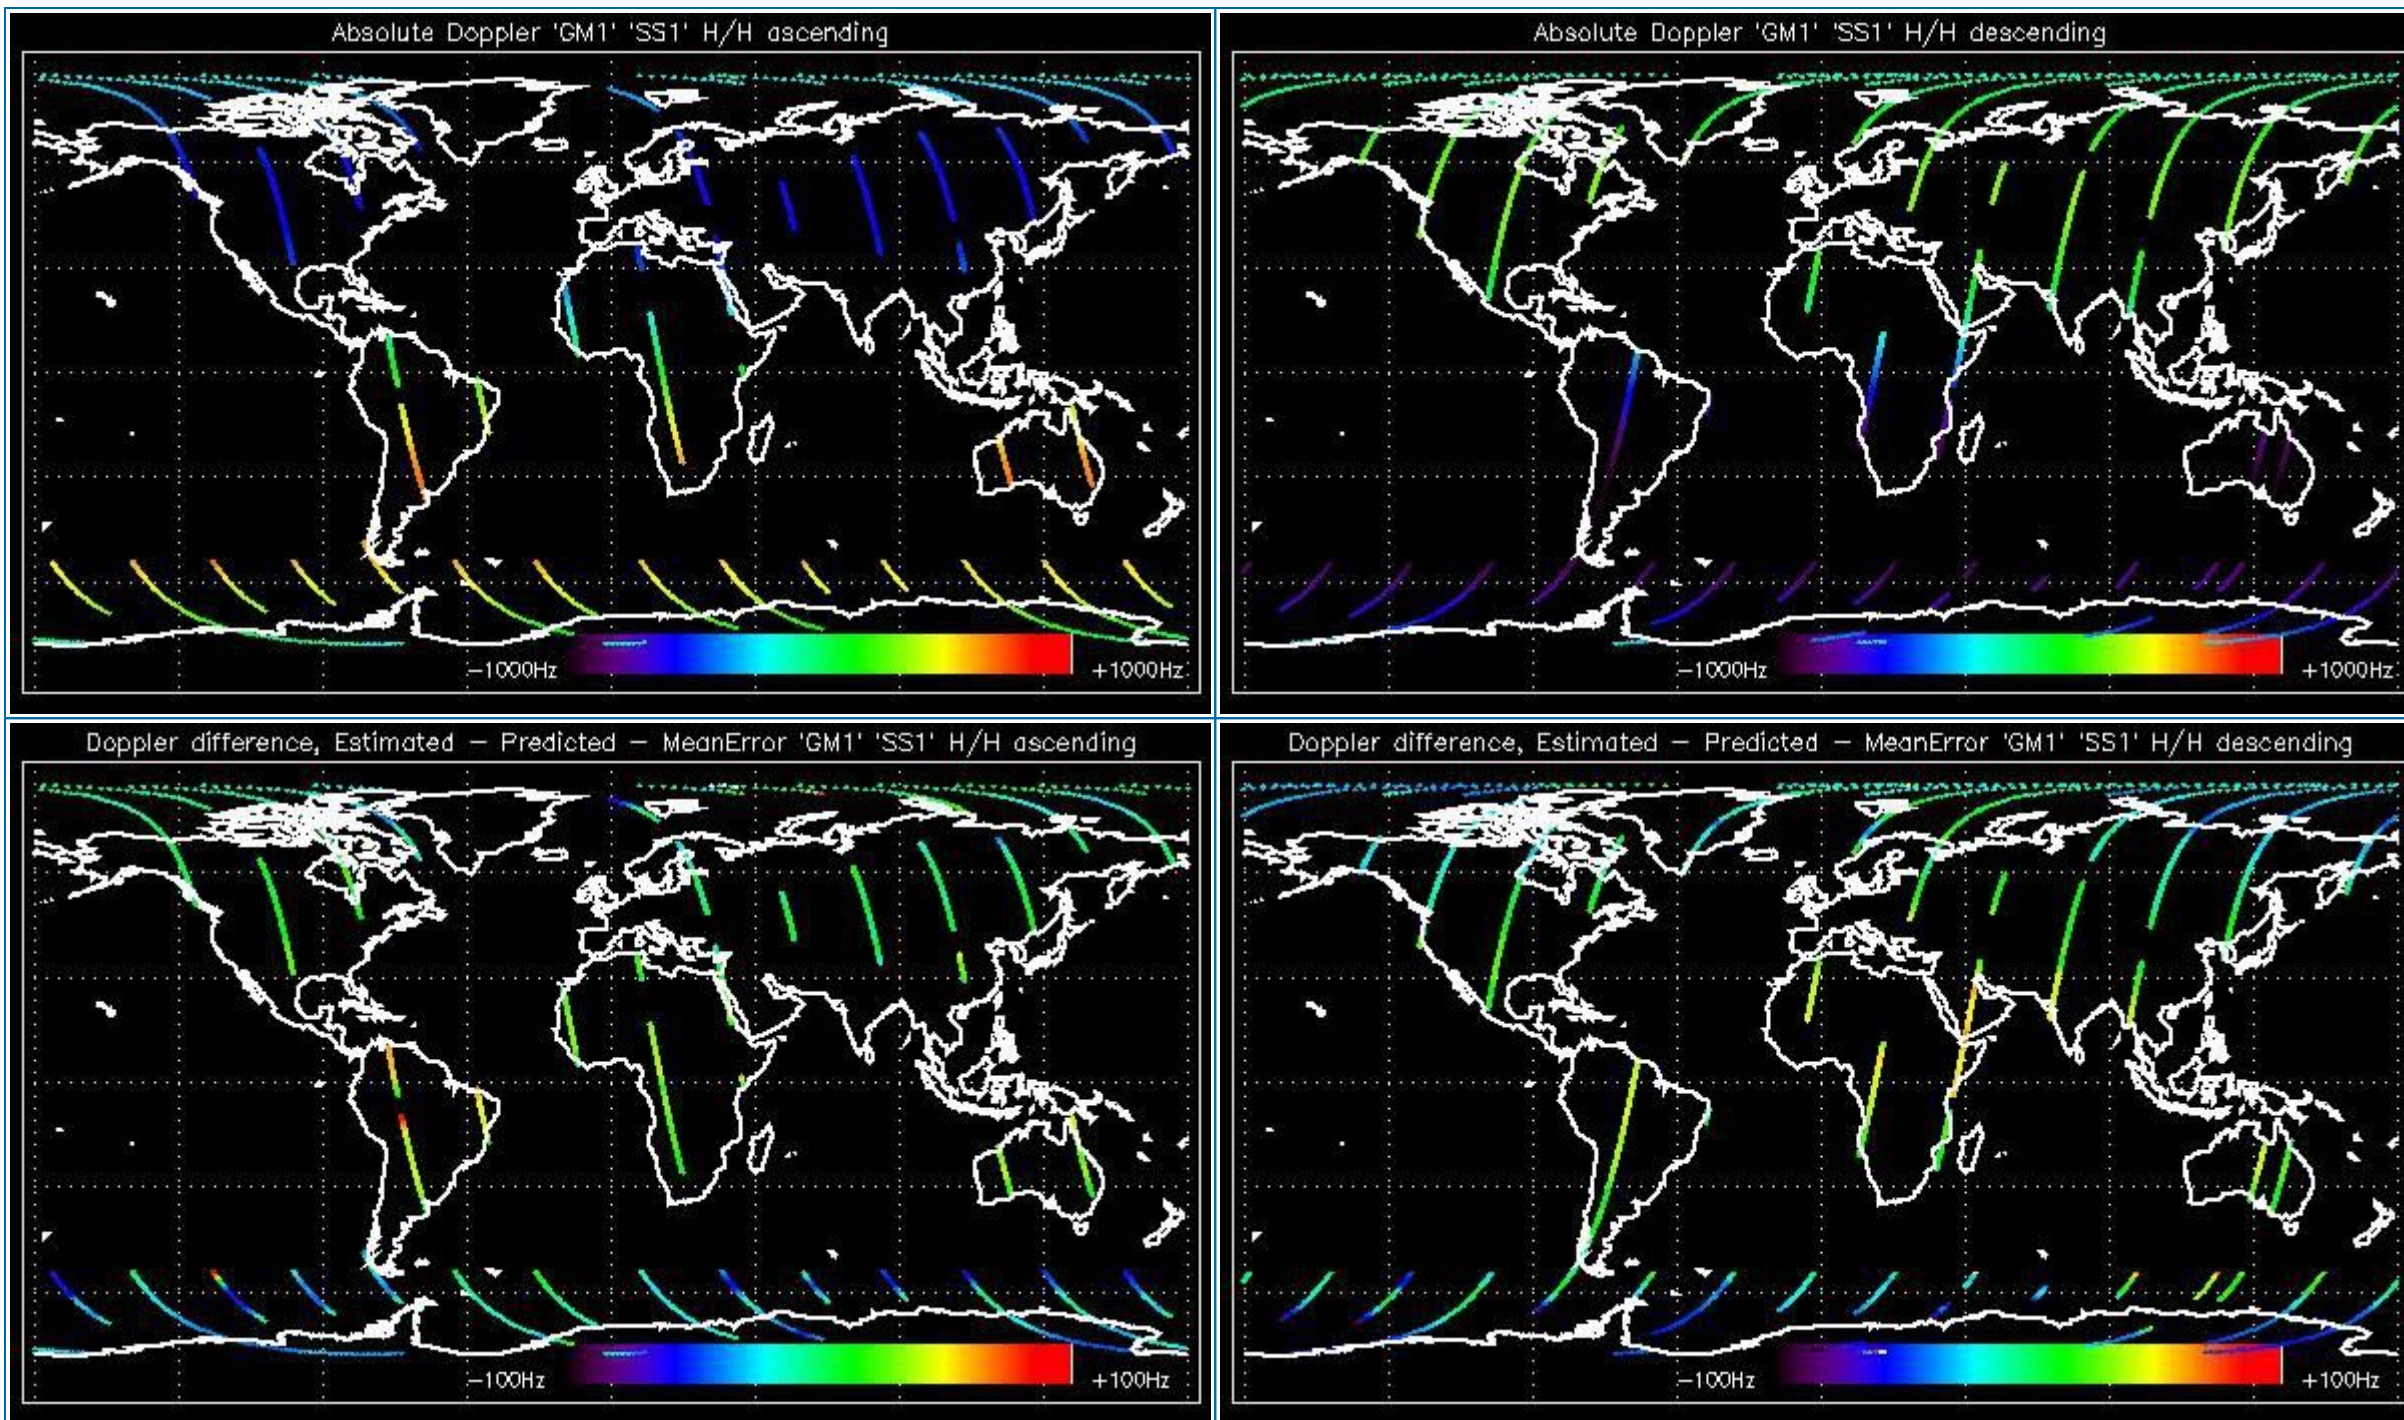 Absolute Doppler 'GM1' 'SS1' H/H ascending
-1000Hz
+1000Hz
Absolute Doppler 'GM1' 'SS1' H/H descending
-1000Hz
+1000Hz
Doppler difference, Estimated - Predicted - MeanError 'GM1' 'SS1' H/H ascending
-100Hz
+100Hz
Doppler difference, Estimated - Predicted - MeanError 'GM1' 'SS1' H/H descending
-100Hz
+100Hz